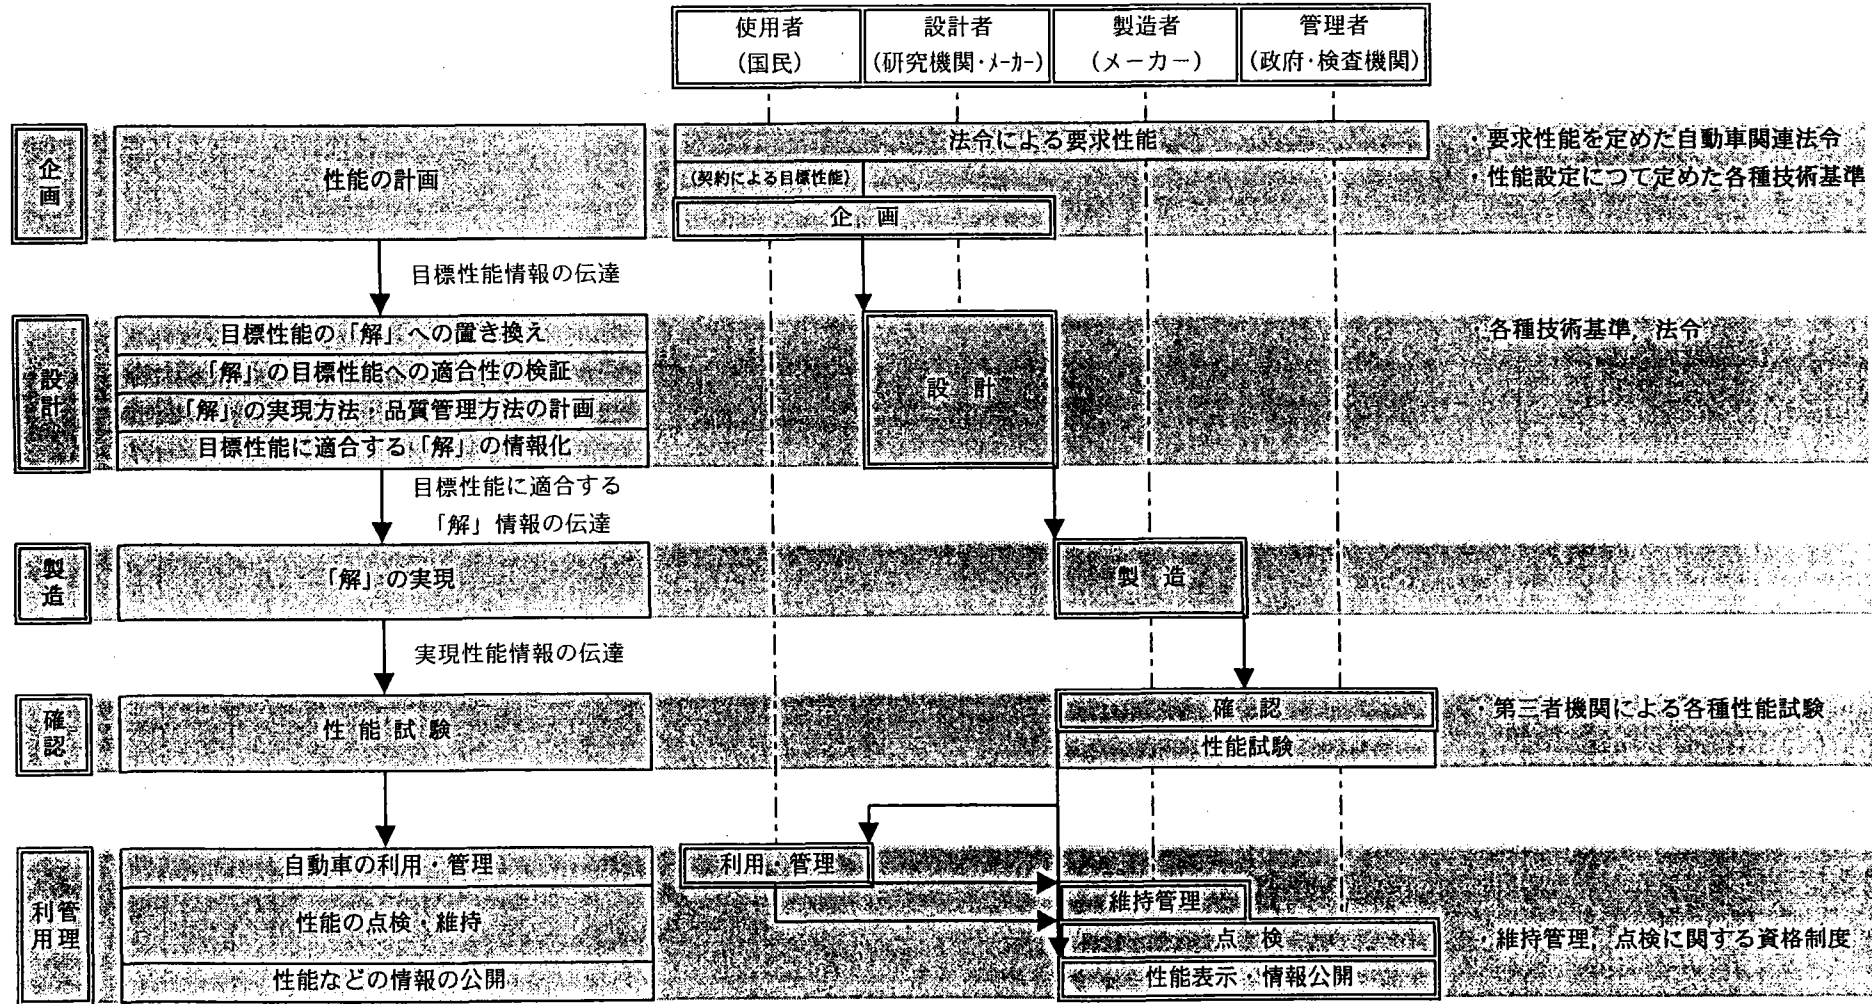 使用者
(国民)
設計者
(研究機関・ﾒｰｶｰ)
製造者
(メーカー)
管理者
(政府・検査機関)
企画
性能の計画
法令による要求性能
(契約による目標性能)
企 画
・要求性能を定めた自動車関連法令
・性能設定につて定めた各種技術基準
目標性能情報の伝達
設計
目標性能の「解」への置き換え
「解」の目標性能への適合性の検証
「解」の実現方法・品質管理方法の計画
目標性能に適合する「解」の情報化
設 計
・各種技術基準, 法令
目標性能に適合する
「解」情報の伝達
製造
「解」の実現
製 造
実現性能情報の伝達
確認
性 能 試 験
確 認
性能試験
・第三者機関による各種性能試験
利用管理
自動車の利用・管理
性能の点検・維持
性能などの情報の公開
利用・管理
維持管理
点 検
性能表示・情報公開
・維持管理, 点検に関する資格制度